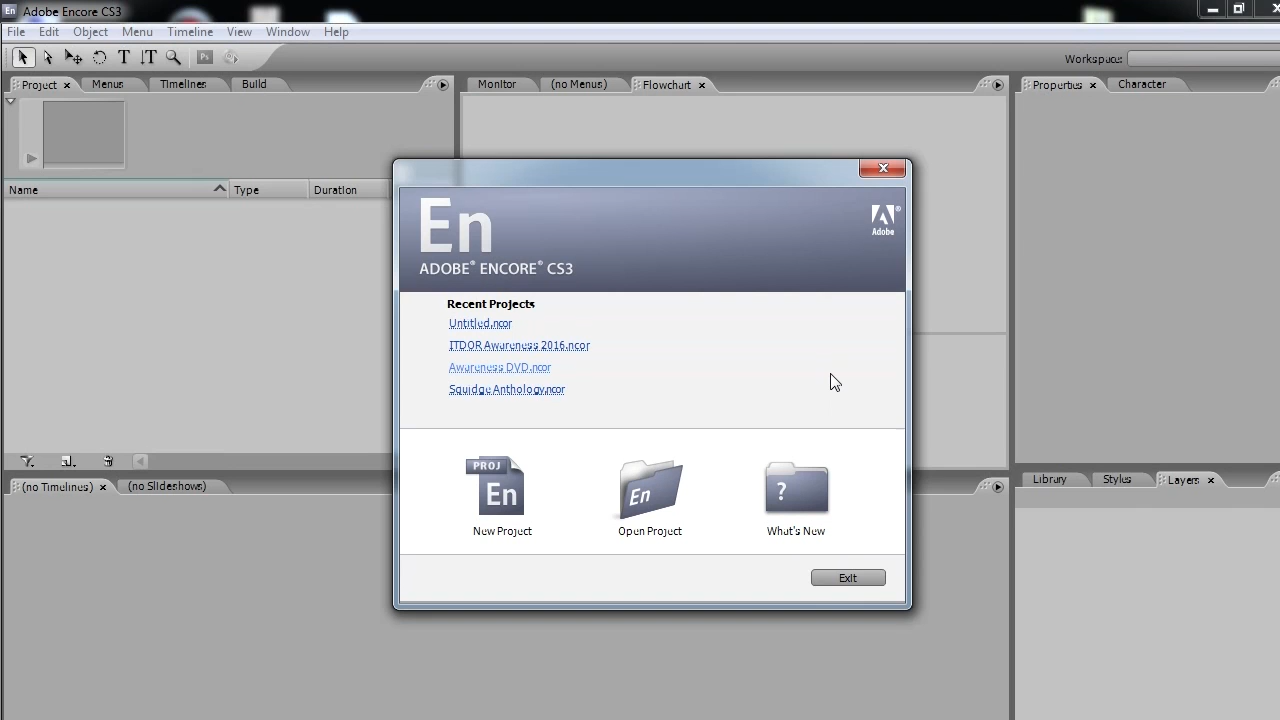 En Adobe Encore CS3
File Edit Object Menu Timeline View Window Help
T T Ps Workspace:
Project × Menus Timelines Build Monitor (no Menus) Flowchart × Properties × Character
Name Type Duration
En
ADOBE® ENCORE® CS3
Adobe®
Recent Projects
Untitled.ncor
ITDOR Awareness 2016.ncor
Awareness DVD.ncor
Squidge Anthology.ncor
PROJ
En En ?
New Project Open Project What's New
Exit
(no Timelines) × (no Slideshows) Library Styles Layers ×